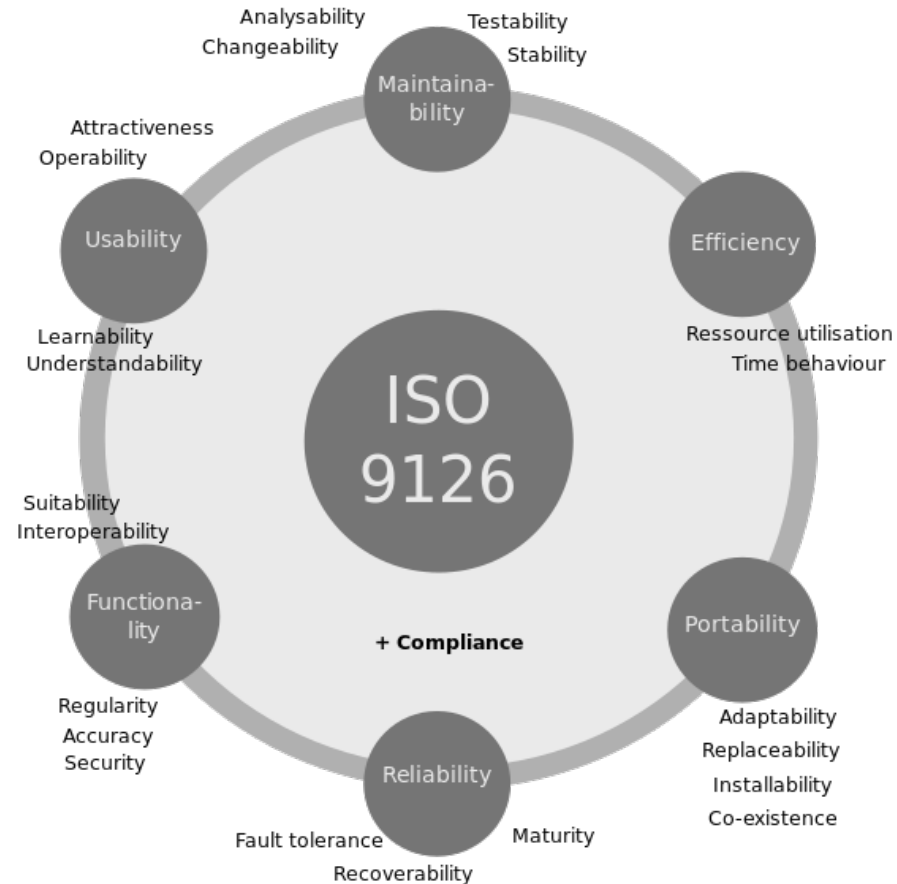 Analysability
Testability
Changeability
Stability
Maintaina-
bility
Attractiveness
Operability
Usability
Efficiency
Learnability
Understandability
Ressource utilisation
Time behaviour
ISO
9126
Suitability
Interoperability
Functiona-
lity
Portability
+ Compliance
Regularity
Accuracy
Security
Adaptability
Replaceability
Installability
Co-existence
Reliability
Fault tolerance
Maturity
Recoverability